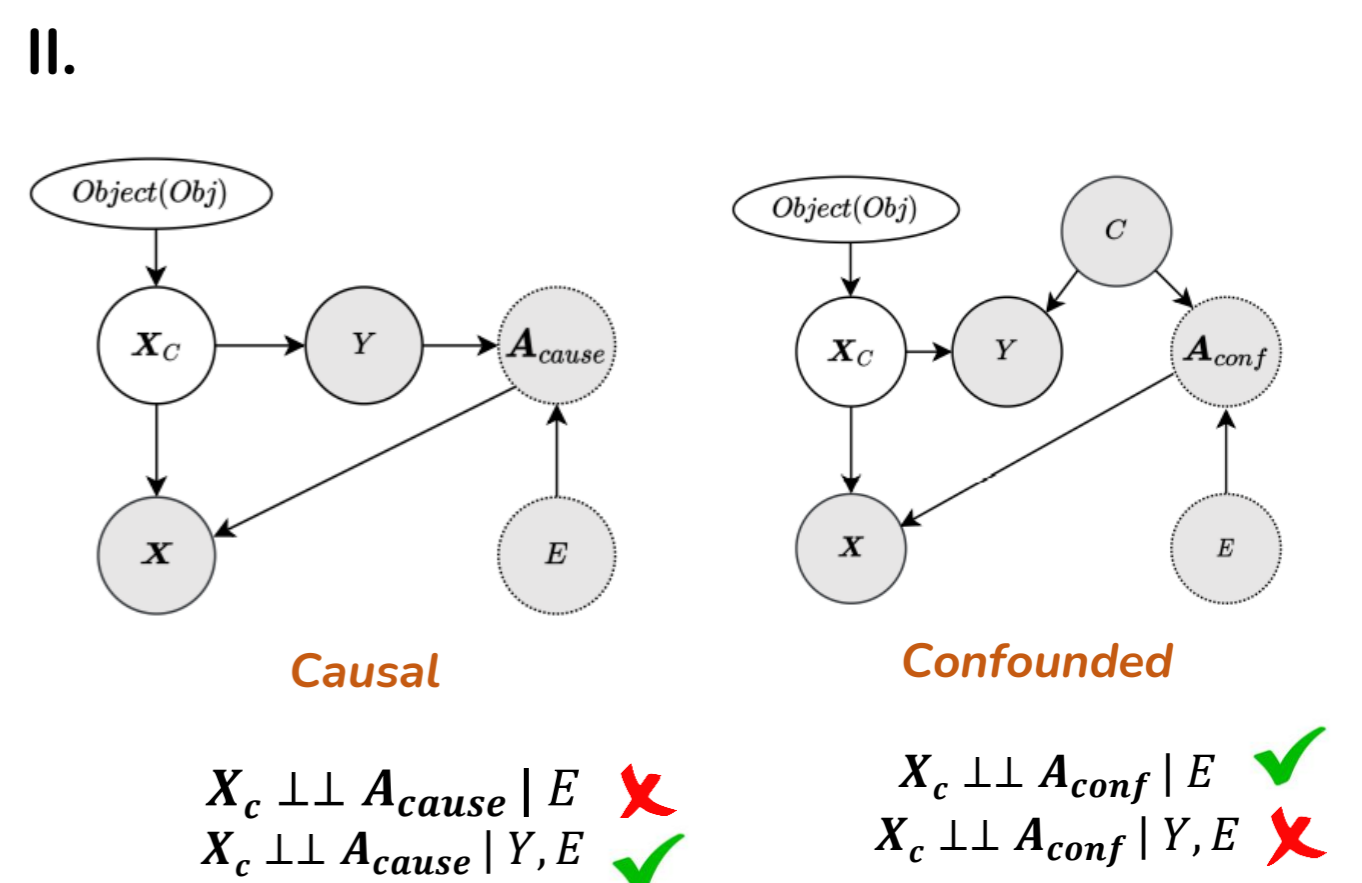 II.
Object(Obj)
X_C
Y
A_cause
X
E
Causal
X_c ⊥⊥ A_cause | E ✗
X_c ⊥⊥ A_cause | Y, E ✓
Object(Obj)
C
X_C
Y
A_conf
X
E
Confounded
X_c ⊥⊥ A_conf | E ✓
X_c ⊥⊥ A_conf | Y, E ✗